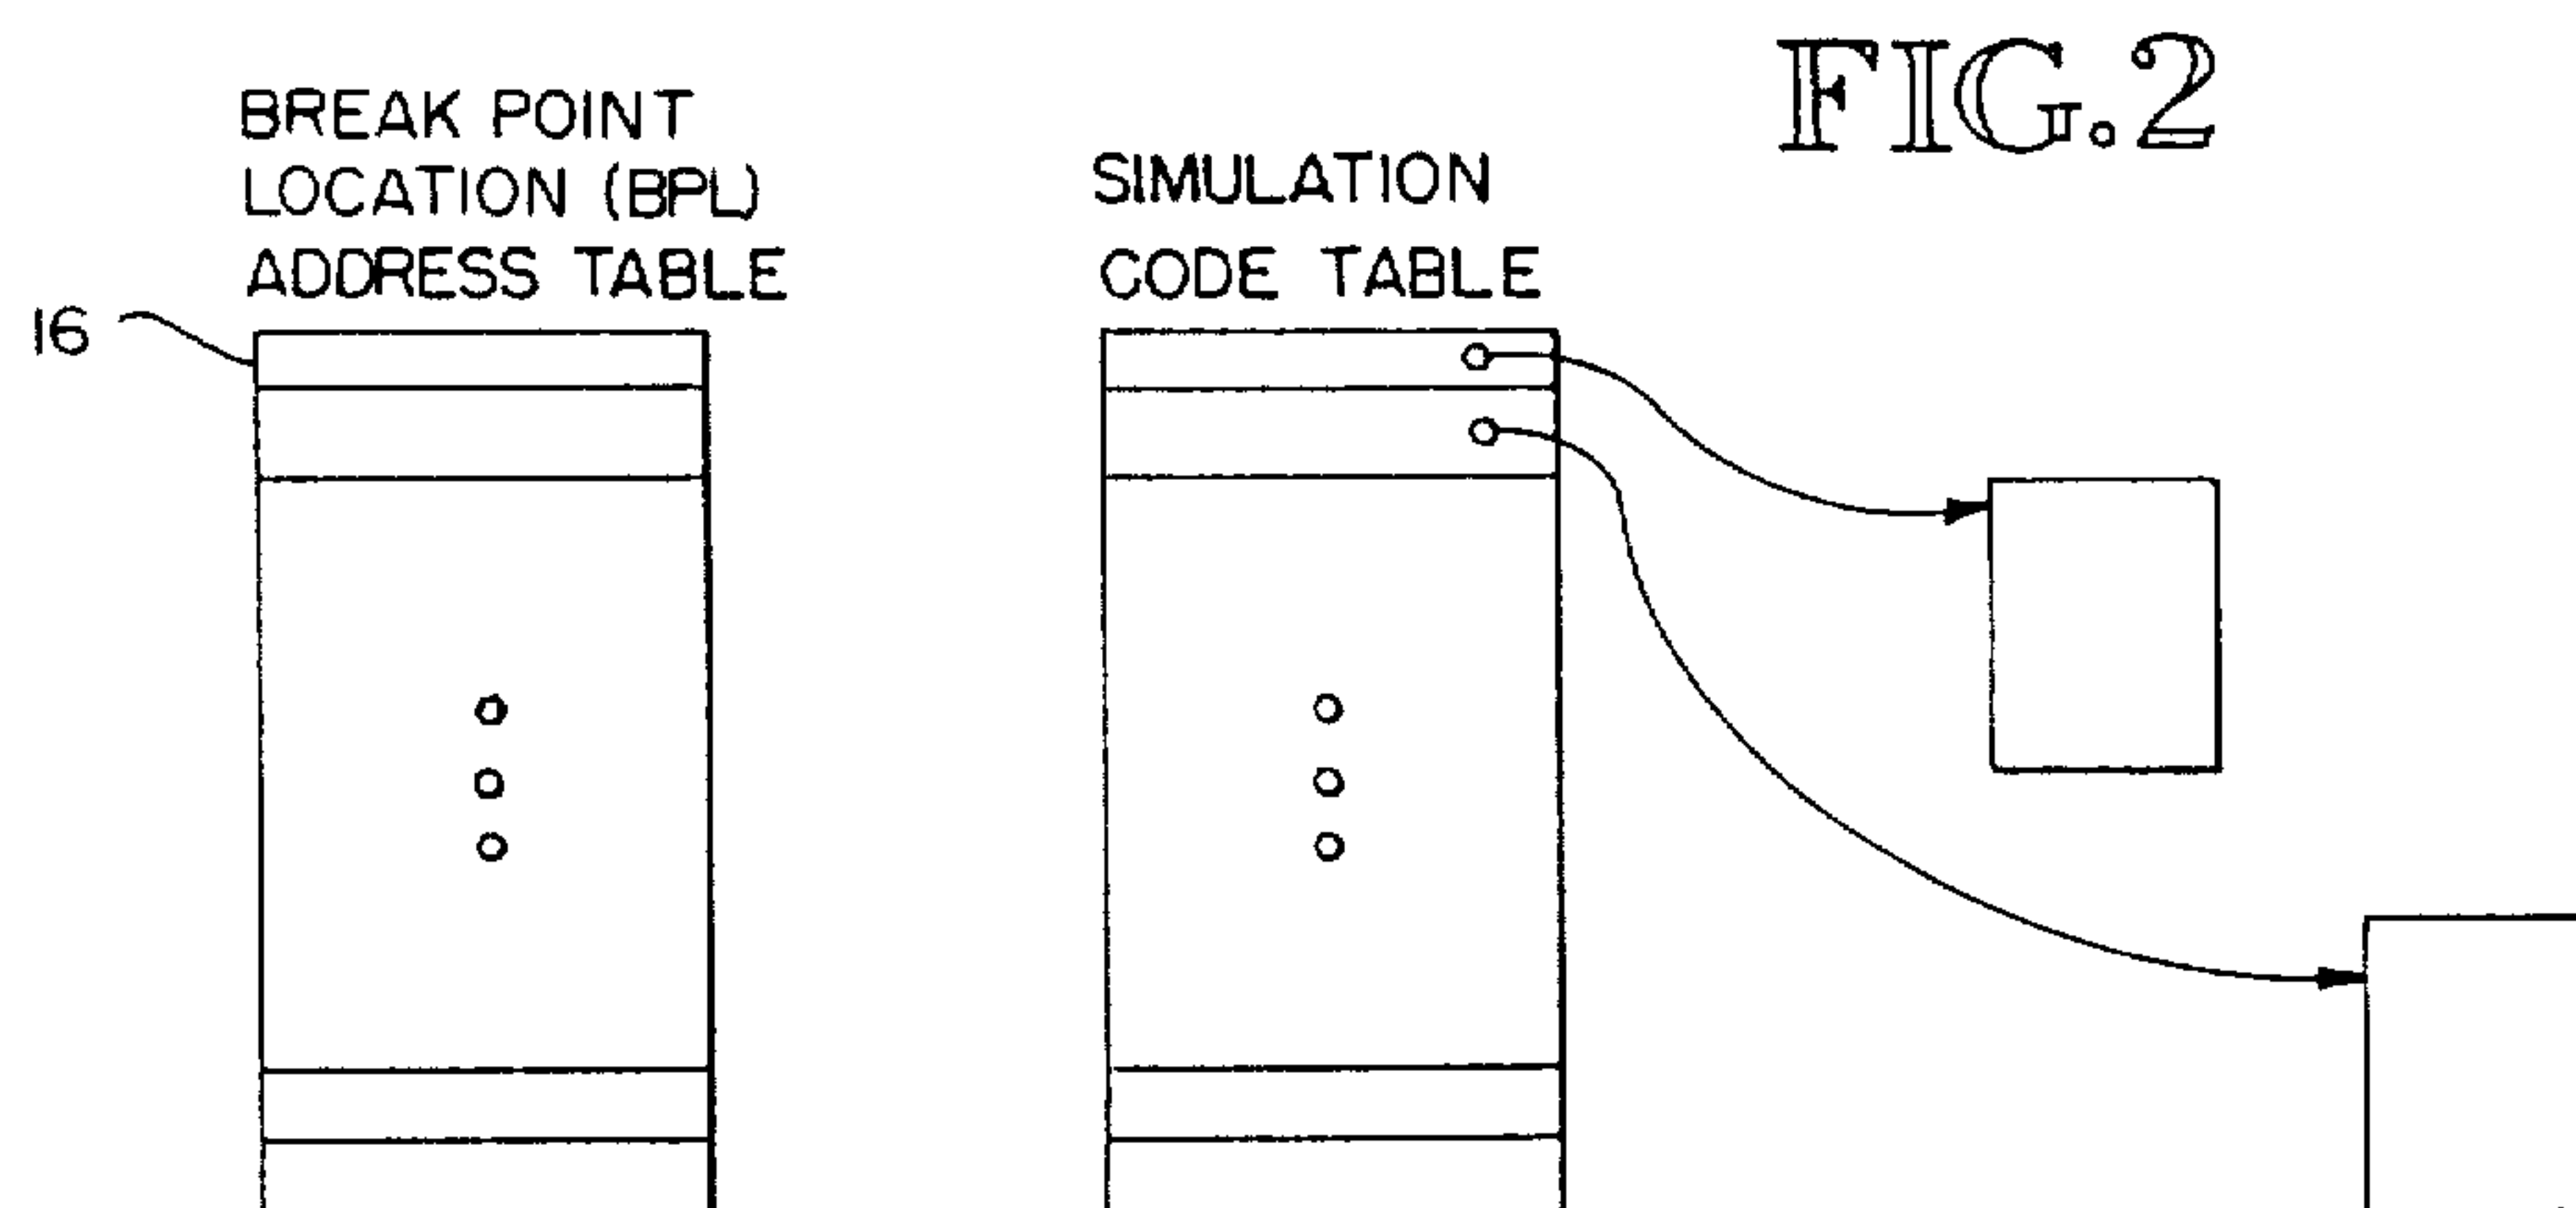 FIG.2
BREAK POINT
LOCATION (BPL)
ADDRESS TABLE
SIMULATION
CODE TABLE
16